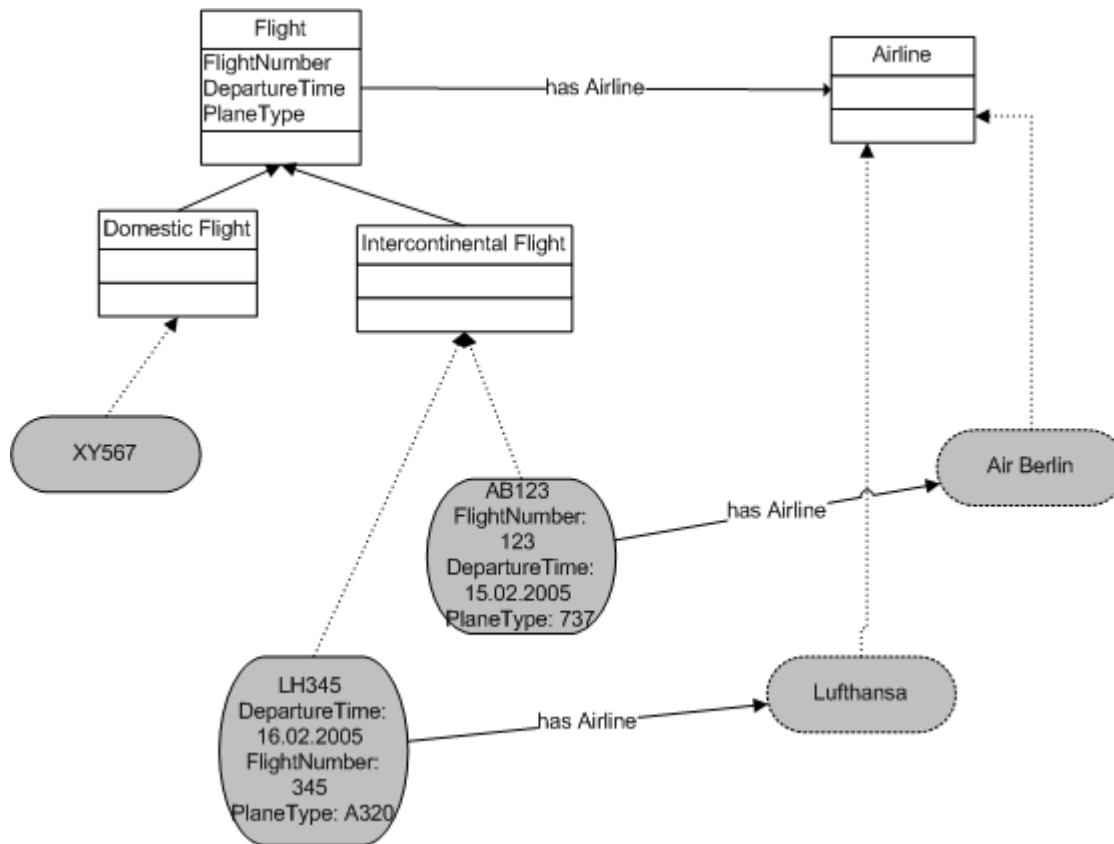 Flight
FlightNumber
DepartureTime
PlaneType
has Airline
Airline
Domestic Flight
Intercontinental Flight
XY567
Air Berlin
AB123
FlightNumber:
123
DepartureTime:
15.02.2005
PlaneType: 737
has Airline
LH345
DepartureTime:
16.02.2005
FlightNumber:
345
PlaneType: A320
has Airline
Lufthansa